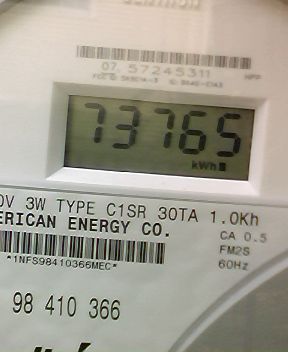 07. 57245311
73765
kWh
0V 3W TYPE C1SR 30TA 1.0Kh
ERICAN ENERGY CO.
CA 0.5
FM2S
60Hz
*1NFS98410366MEC*
98 410 366